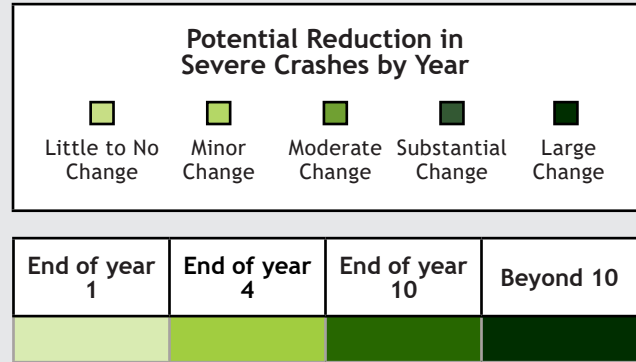 Potential Reduction in
Severe Crashes by Year
Little to No Change
Minor Change
Moderate Change
Substantial Change
Large Change
End of year 1
End of year 4
End of year 10
Beyond 10